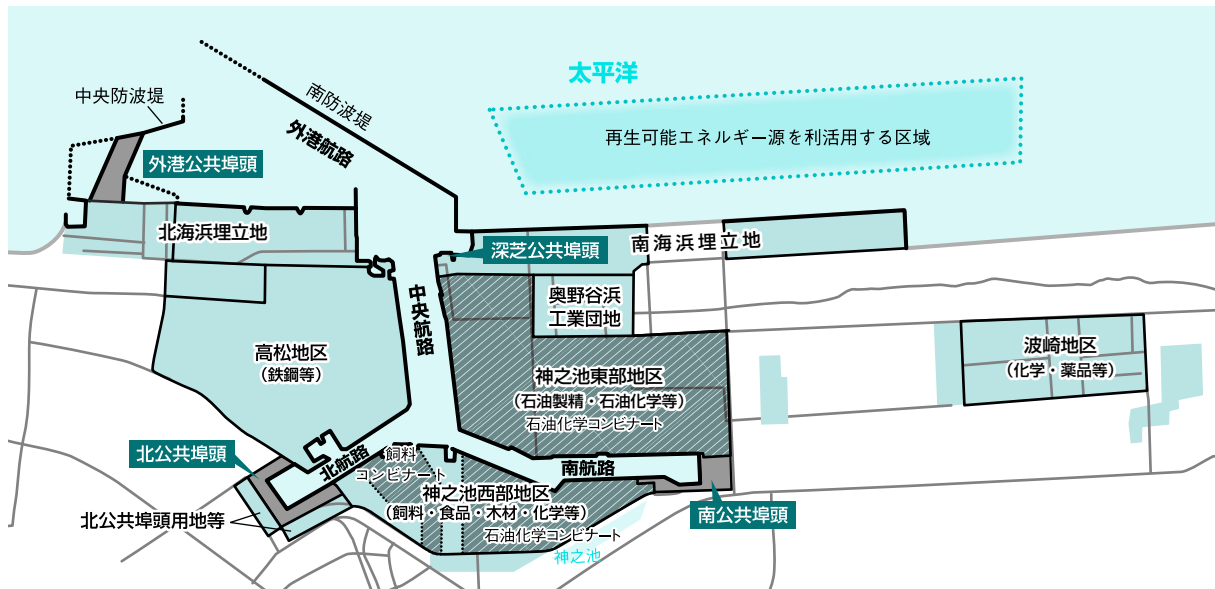 太平洋
中央防波堤
南防波堤
外港航路
再生可能エネルギー源を利活用する区域
外港公共埠頭
北海浜埋立地
深芝公共埠頭
南海浜埋立地
中央航路
奥野谷浜
工業団地
高松地区
(鉄鋼等)
波崎地区
(化学・薬品等)
神之池東部地区
(石油製精・石油化学等)
石油化学コンビナート
北公共埠頭
北航路
飼料
コンビナート
南航路
神之池西部地区
(飼料・食品・木材・化学等)
石油化学コンビナート
南公共埠頭
北公共埠頭用地等
神之池